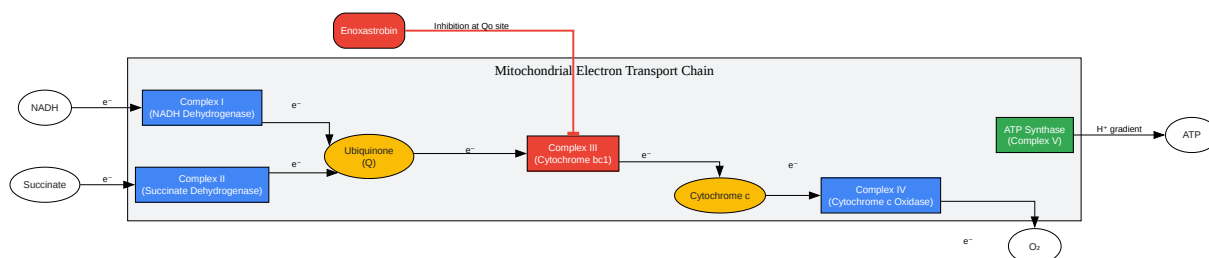 Enoxastrobin
Inhibition at Qo site
Mitochondrial Electron Transport Chain
NADH
e⁻
Complex I
(NADH Dehydrogenase)
e⁻
Succinate
e⁻
Complex II
(Succinate Dehydrogenase)
e⁻
Ubiquinone
(Q)
e⁻
Complex III
(Cytochrome bc1)
e⁻
Cytochrome c
e⁻
Complex IV
(Cytochrome c Oxidase)
e⁻
O₂
ATP Synthase
(Complex V)
H⁺ gradient
ATP